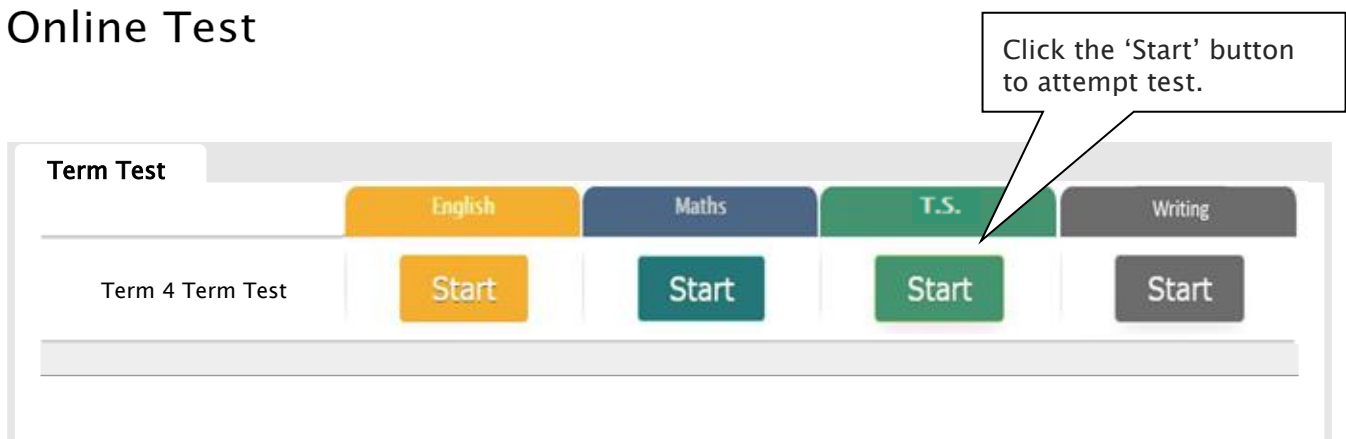 Online Test
Click the ‘Start’ button
to attempt test.
Term Test
English Maths T.S. Writing
Term 4 Term Test Start Start Start Start